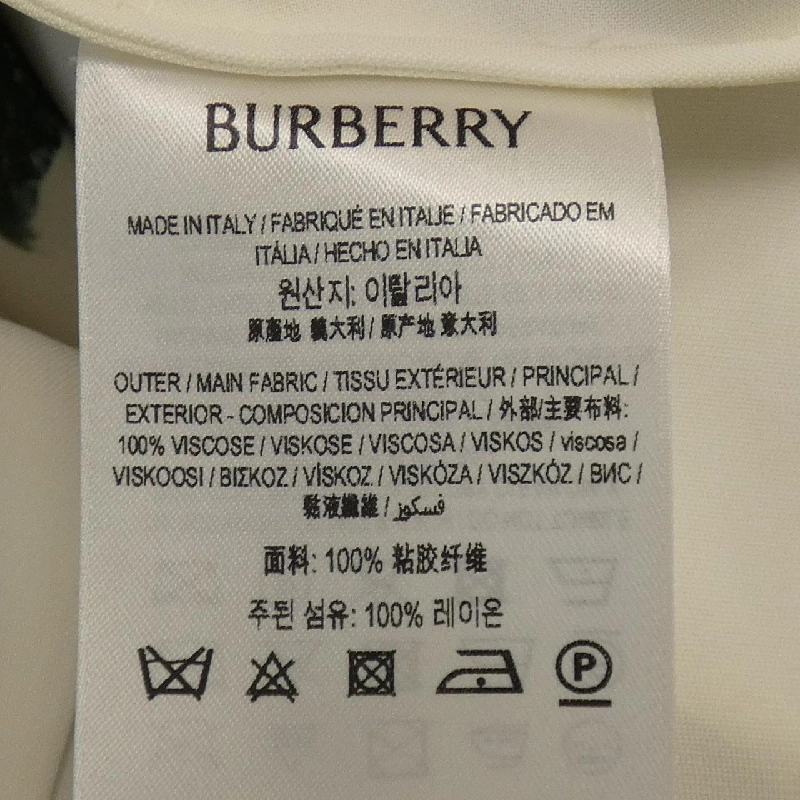 BURBERRY
MADE IN ITALY / FABRIQUÉ EN ITALIE / FABRICADO EM
ITÁLIA / HECHO EN ITALIA
원산지: 이탈리아
原產地 義大利 / 原产地 意大利
OUTER / MAIN FABRIC / TISSU EXTÉRIEUR / PRINCIPAL /
EXTERIOR - COMPOSICION PRINCIPAL / 外部/主要布料:
100% VISCOSE / VISKOSE / VISCOSA / VISKOS / viscosa /
VISKOOSI / ΒΙΣΚΟΖ / VİSKOZ / VISKÓZA / VISZKÓZ / ВИС /
黏液纖維 / فسكوز
面料: 100% 粘胶纤维
주된 섬유: 100% 레이온
P